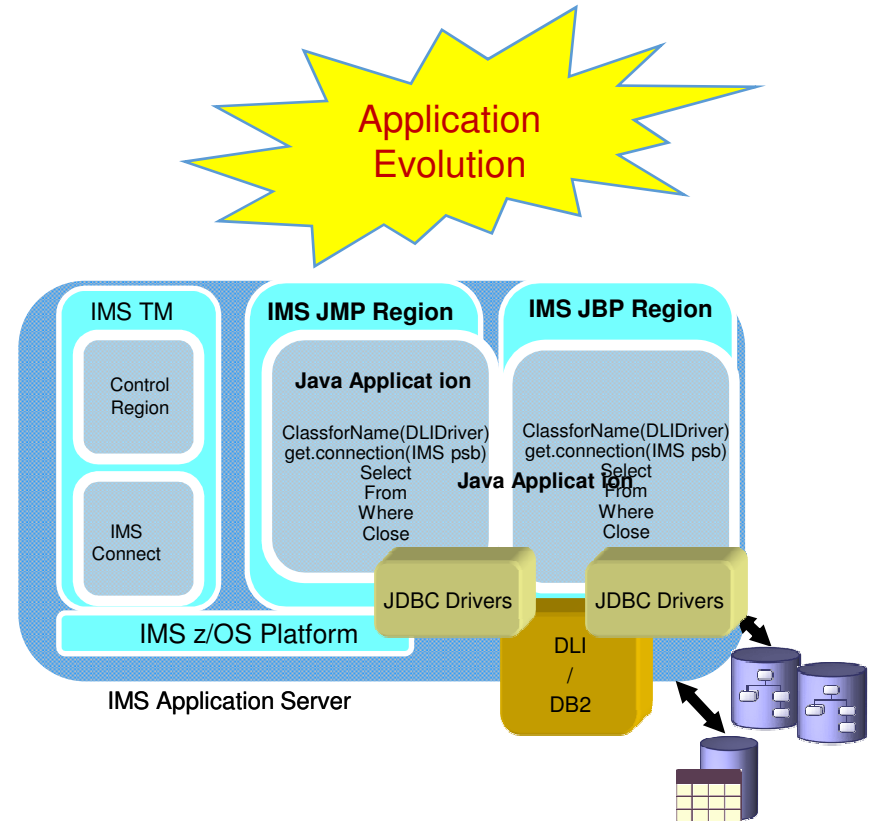 Application
Evolution
IMS TM
Control
Region
IMS
Connect
IMS JMP Region
Java Applicat ion
ClassforName(DLIDriver)
get.connection(IMS psb)
Select
From
Where
Close
IMS JBP Region
ClassforName(DLIDriver)
get.connection(IMS psb)
Select
Java Applicat ion
From
Where
Close
JDBC Drivers
JDBC Drivers
IMS z/OS Platform
DLI
/
DB2
IMS Application Server